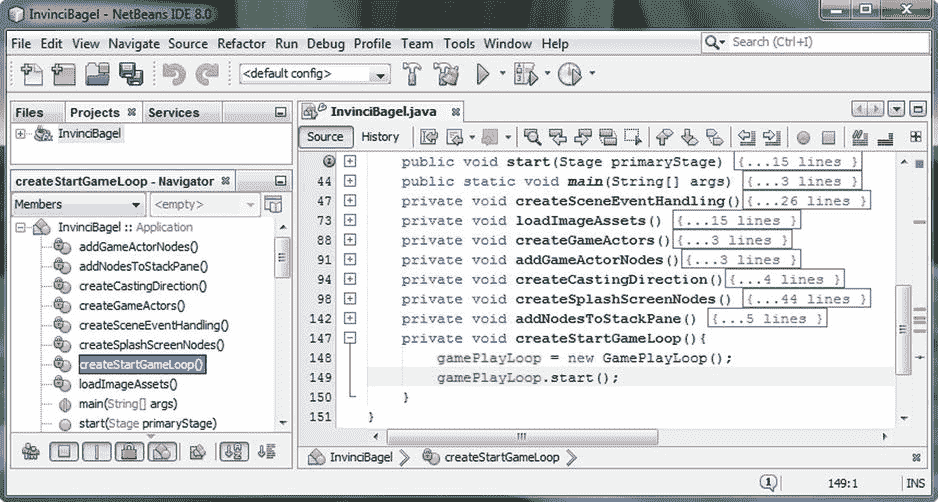 InvinciBagel - NetBeans IDE 8.0
File Edit View Navigate Source Refactor Run Debug Profile Team Tools Window Help
Search (Ctrl+I)
<default config>
Files Projects Services
InvinciBagel
createStartGameLoop - Navigator
Members <empty>
InvinciBagel :: Application
addGameActorNodes()
addNodesToStackPane()
createCastingDirection()
createGameActors()
createSceneEventHandling()
createSplashScreenNodes()
createStartGameLoop()
loadImageAssets()
main(String[] args)
start(Stage primaryStage)
InvinciBagel.java
Source History
public void start(Stage primaryStage) {...15 lines }
44 public static void main(String[] args) {...3 lines }
47 private void createSceneEventHandling() {...26 lines }
73 private void loadImageAssets() {...15 lines }
88 private void createGameActors() {...3 lines }
91 private void addGameActorNodes() {...3 lines }
94 private void createCastingDirection() {...4 lines }
98 private void createSplashScreenNodes() {...44 lines }
142 private void addNodesToStackPane() {...5 lines }
147 private void createStartGameLoop(){
148 gamePlayLoop = new GamePlayLoop();
149 gamePlayLoop.start();
150 }
151 }
InvinciBagel createStartGameLoop
1 149:1 INS